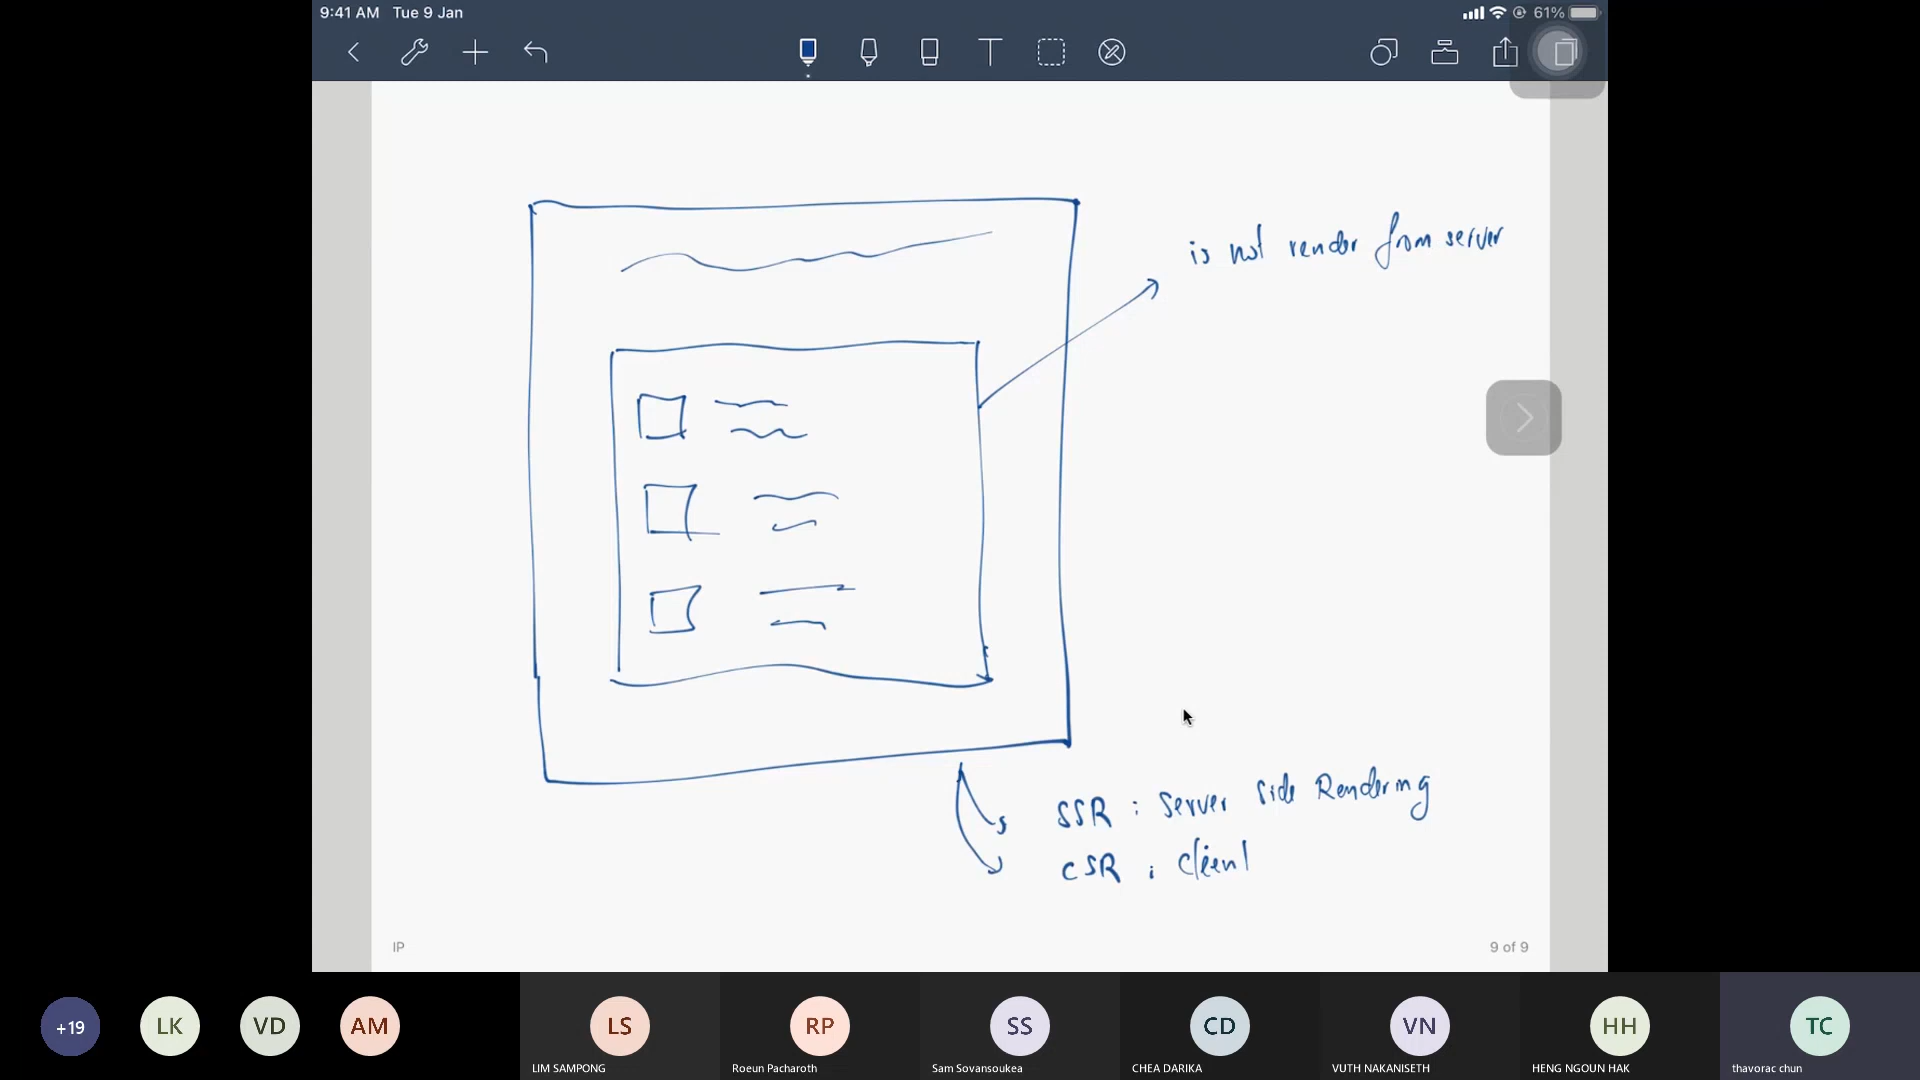 9:41 AM Tue 9 Jan
61%
is not render from server
SSR : Server Side Rendering
CSR : Client
IP
9 of 9
+19
LK
VD
AM
LS
RP
SS
CD
VN
HH
TC
LIM SAMPONG
Roeun Pacharoth
Sam Sovansoukea
CHEA DARIKA
VUTH NAKANISETH
HENG NGOUN HAK
thavorac chun